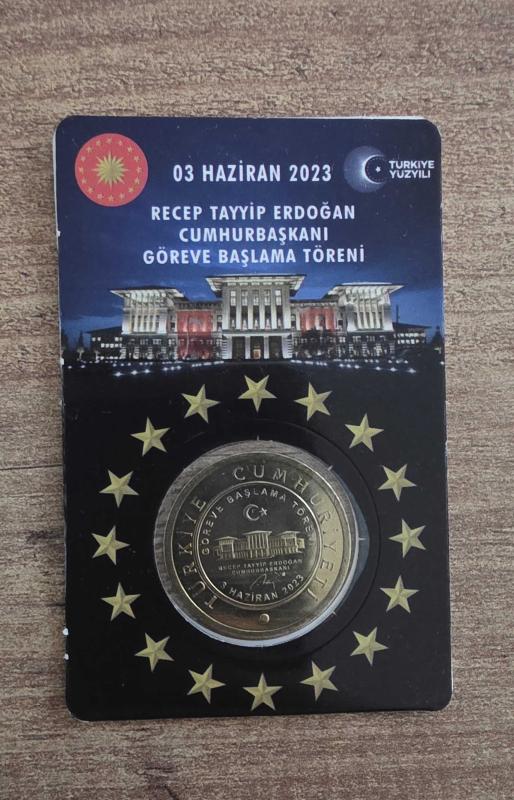 03 HAZİRAN 2023
TÜRKİYE
YÜZYILI
RECEP TAYYİP ERDOĞAN
CUMHURBAŞKANI
GÖREVE BAŞLAMA TÖRENİ
TÜRKİYE CUMHURİYETİ
GÖREVE BAŞLAMA TÖRENİ
RECEP TAYYİP ERDOĞAN
CUMHURBAŞKANI
3 HAZİRAN 2023